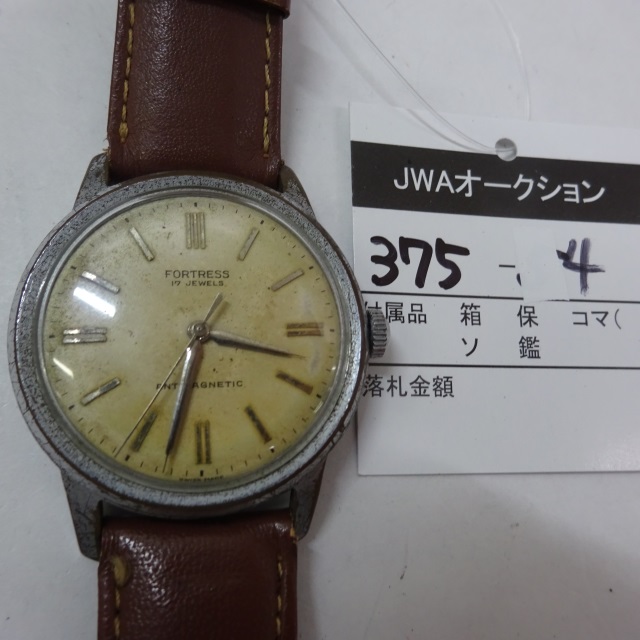 FORTRESS
17 JEWELS
ANTIMAGNETIC
JWAオークション
375 - 4
付属品 箱 保 コマ(
ソ 鑑
落札金額